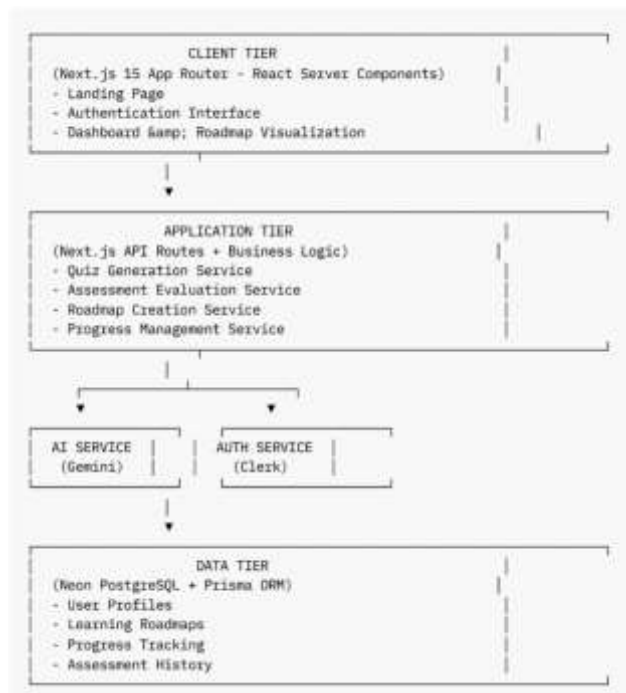 CLIENT TIER
(Next.js 15 App Router - React Server Components)
- Landing Page
- Authentication Interface
- Dashboard &amp; Roadmap Visualization
APPLICATION TIER
(Next.js API Routes + Business Logic)
- Quiz Generation Service
- Assessment Evaluation Service
- Roadmap Creation Service
- Progress Management Service
AI SERVICE AUTH SERVICE
(Gemini) (Clerk)
DATA TIER
(Neon PostgreSQL + Prisma ORM)
- User Profiles
- Learning Roadmaps
- Progress Tracking
- Assessment History